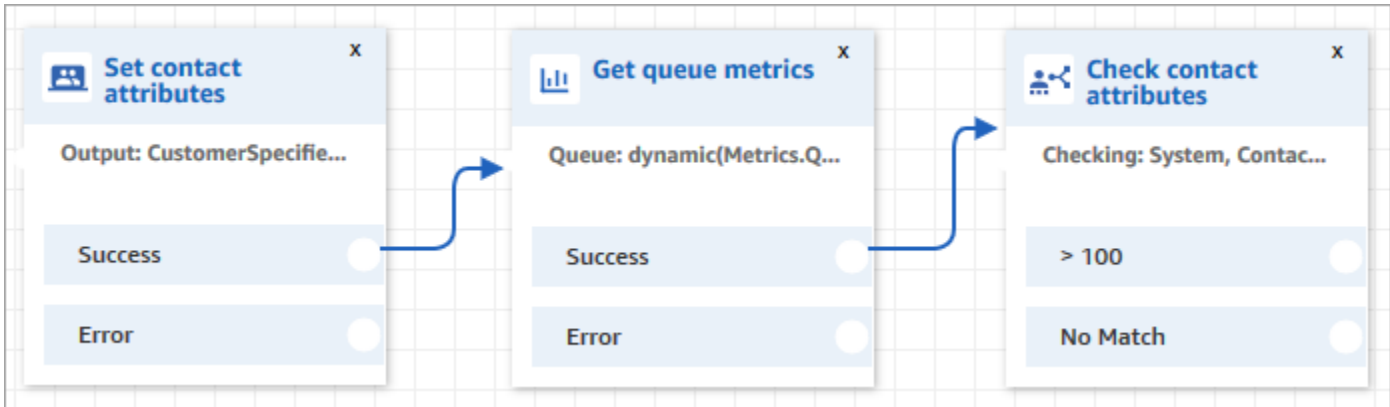 x
Set contact
attributes
Output: CustomerSpecifie...
Success
Error
x
Get queue metrics
Queue: dynamic(Metrics.Q...
Success
Error
x
Check contact
attributes
Checking: System, Contac...
> 100
No Match